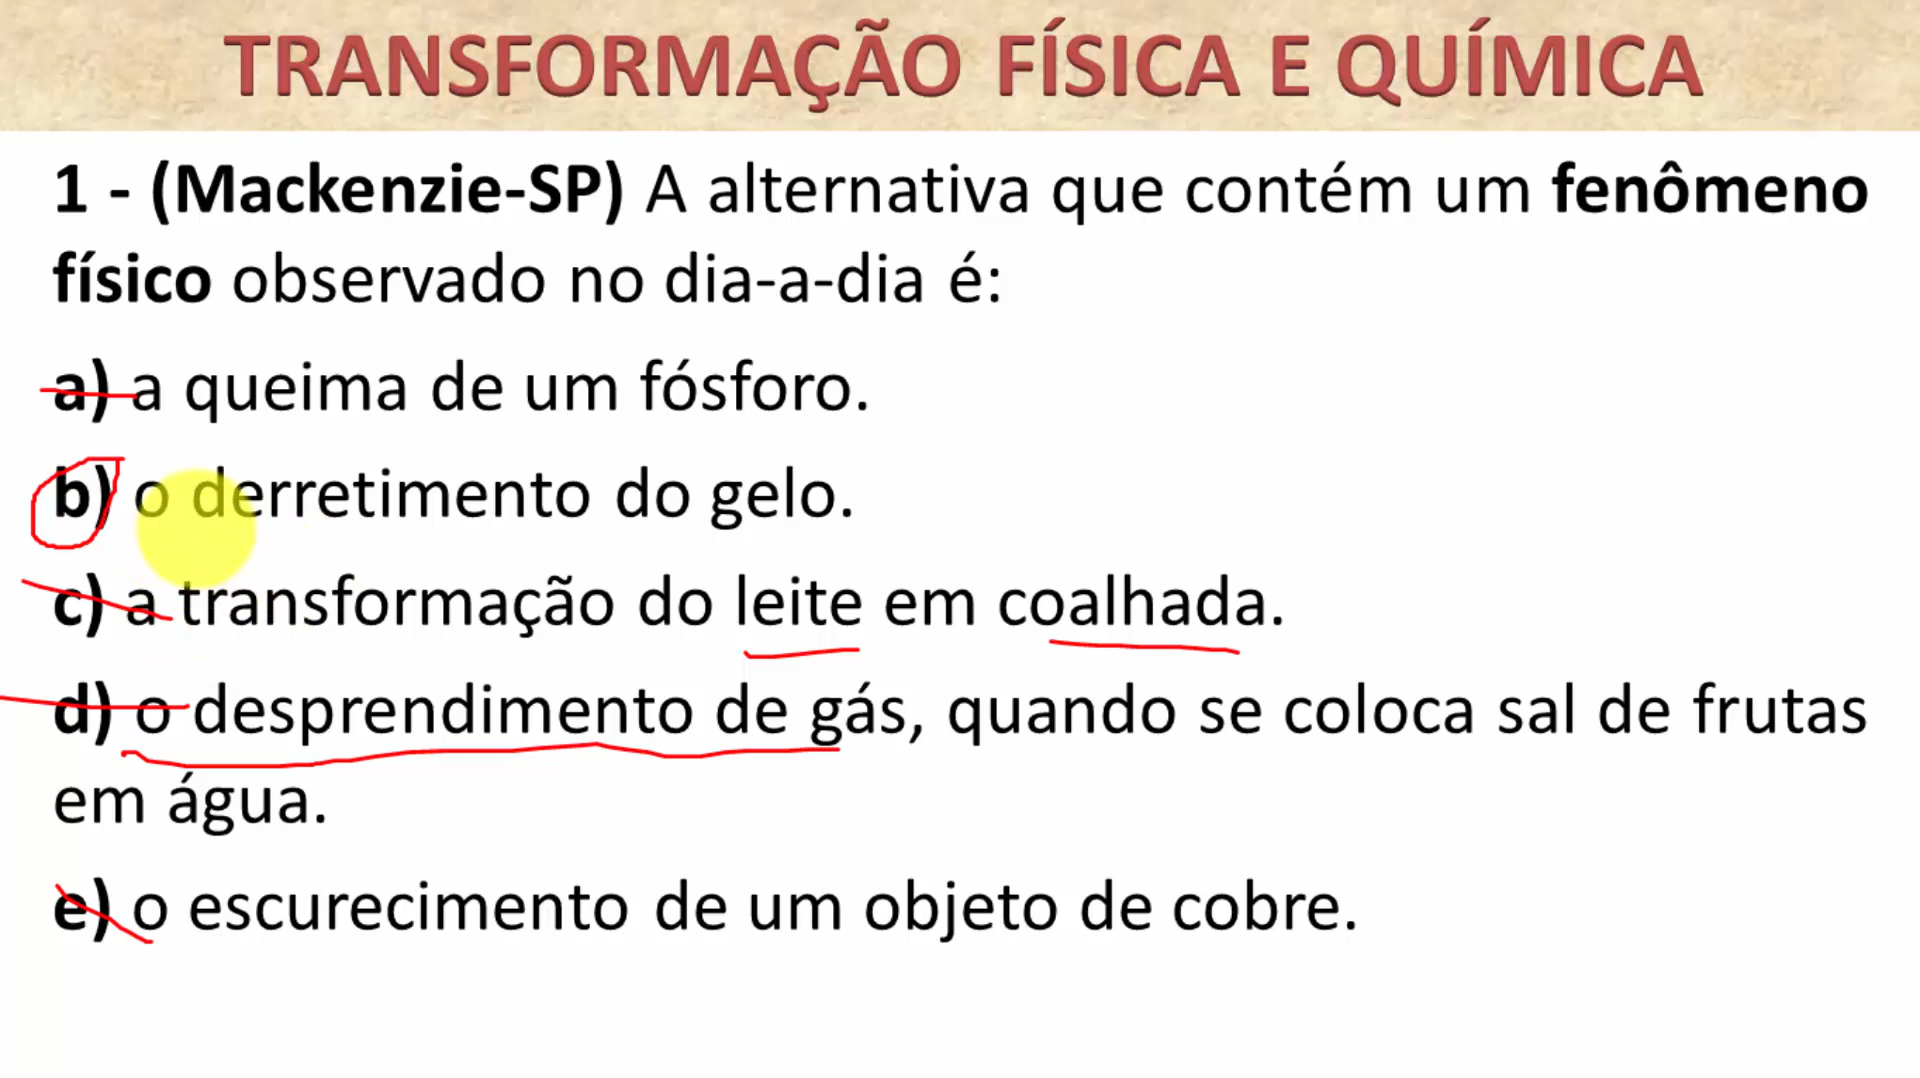 TRANSFORMAÇÃO FÍSICA E QUÍMICA
1 - (Mackenzie-SP) A alternativa que contém um fenômeno
físico observado no dia-a-dia é:
a) a queima de um fósforo.
b) o derretimento do gelo.
c) a transformação do leite em coalhada.
d) o desprendimento de gás, quando se coloca sal de frutas
em água.
e) o escurecimento de um objeto de cobre.